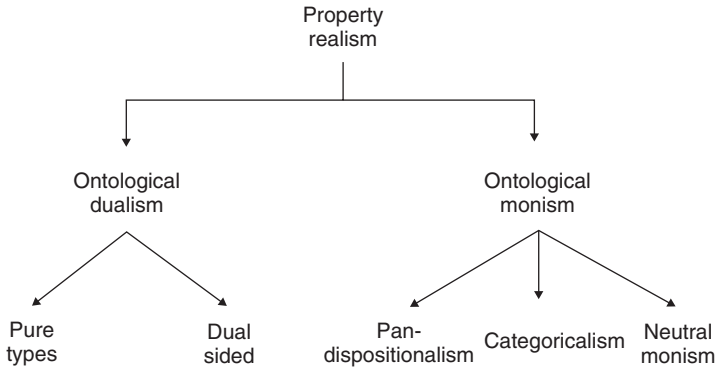 Property
realism
Ontological
dualism
Ontological
monism
Pure
types
Dual
sided
Pan-
dispositionalism
Categoricalism
Neutral
monism